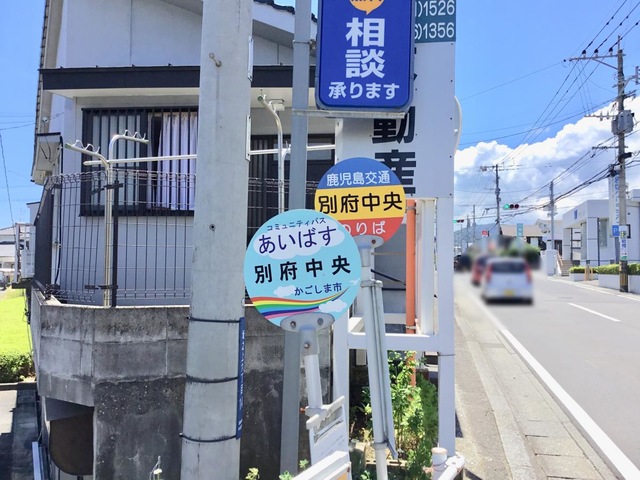 相談
承ります
)1526
)1356
動産
鹿児島交通
別府中央
のりば
コミュニティバス
あいばす
別府中央
かごしま市